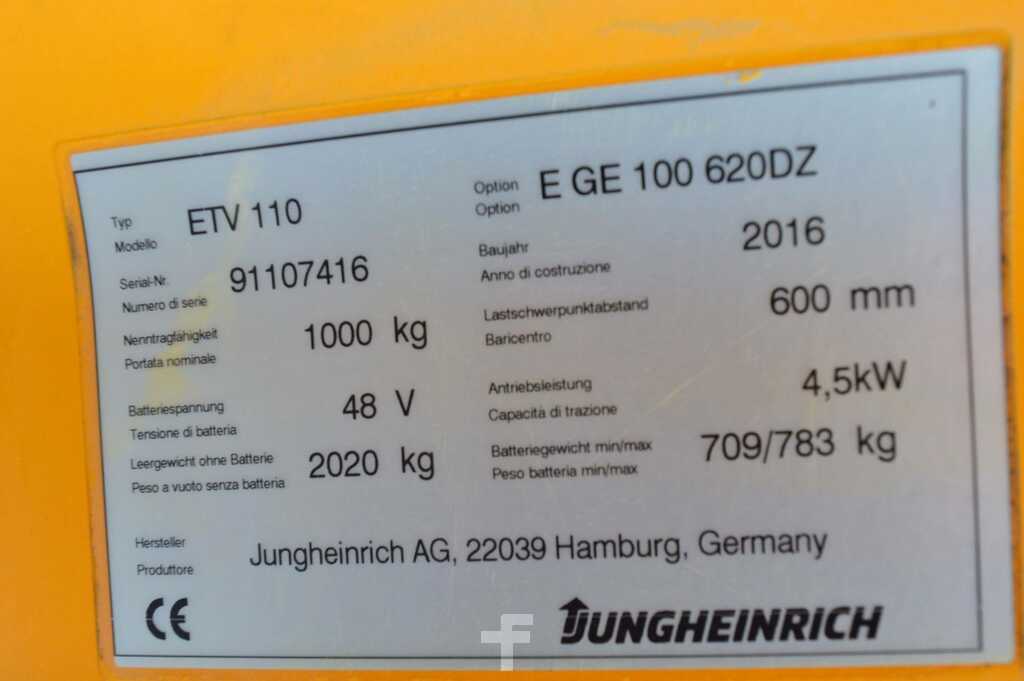 Typ ETV 110 Option E GE 100 620DZ
Modello Option
Serial-Nr. 91107416 Baujahr 2016
Numero di serie Anno di costruzione
Nenntragfähigkeit 1000 kg Lastschwerpunktabstand 600 mm
Portata nominale Baricentro
Batteriespannung 48 V Antriebsleistung 4,5kW
Tensione di batteria Capacità di trazione
Leergewicht ohne Batterie 2020 kg Batteriegewicht min/max 709/783 kg
Peso a vuoto senza batteria Peso batteria min/max
Hersteller Jungheinrich AG, 22039 Hamburg, Germany
Produttore
CE JUNGHEINRICH